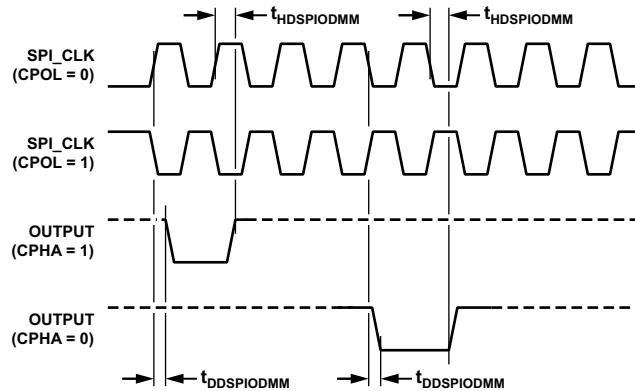 tHDSPIODMM
tHDSPIODMM
SPI_CLK
(CPOL = 0)
SPI_CLK
(CPOL = 1)
OUTPUT
(CPHA = 1)
OUTPUT
(CPHA = 0)
tDDSPIODMM
tDDSPIODMM